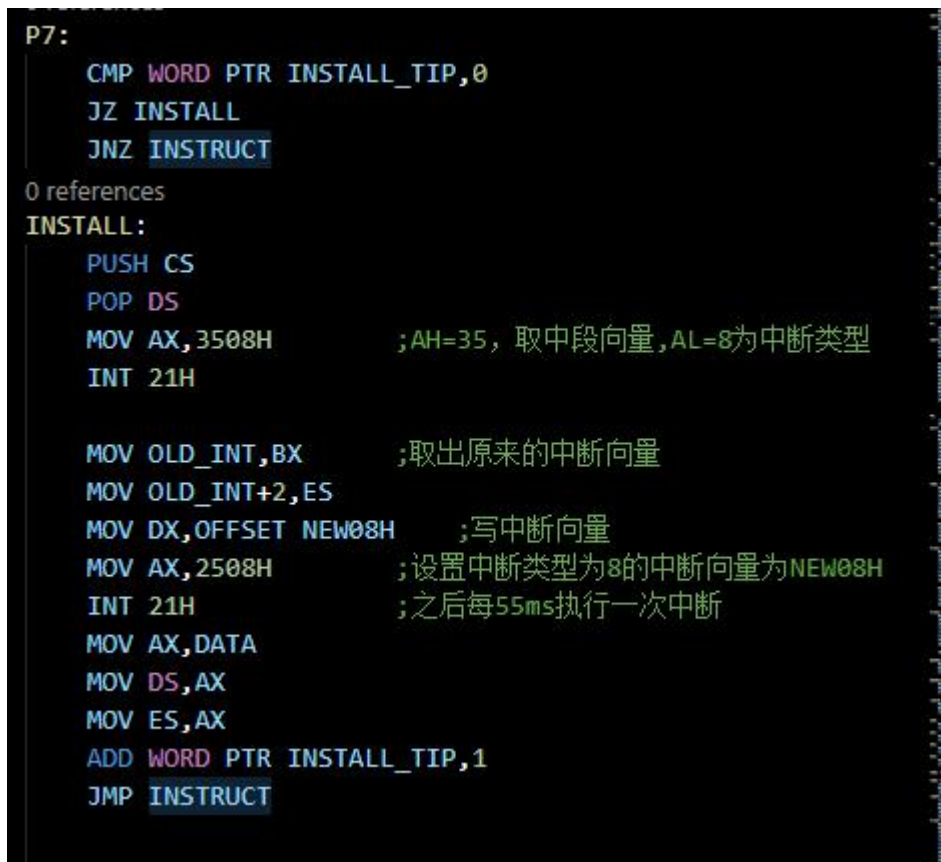 P7:
CMP WORD PTR INSTALL_TIP,0
JZ INSTALL
JNZ INSTRUCT
0 references
INSTALL:
PUSH CS
POP DS
MOV AX,3508H ;AH=35，取中段向量,AL=8为中断类型
INT 21H
MOV OLD_INT,BX ;取出原来的中断向量
MOV OLD_INT+2,ES
MOV DX,OFFSET NEW08H ;写中断向量
MOV AX,2508H ;设置中断类型为8的中断向量为NEW08H
INT 21H ;之后每55ms执行一次中断
MOV AX,DATA
MOV DS,AX
MOV ES,AX
ADD WORD PTR INSTALL_TIP,1
JMP INSTRUCT